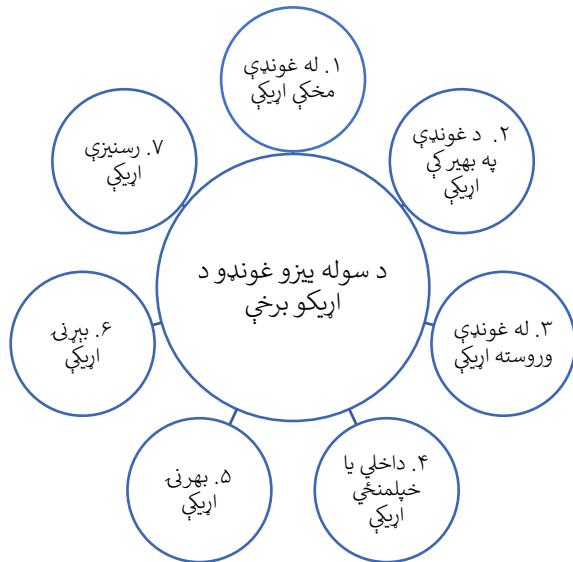 ۱. له غونډې
مخکې اړیکې
۲. د غونډې
په بهیر کې
اړیکې
۳. له غونډې
وروسته اړیکې
۴. داخلي یا
خپلمنځي
اړیکې
۵. بهرنۍ
اړیکې
۶. بېړنۍ
اړیکې
۷. رسنیزې
اړیکې
د سوله ییزو غونډو د
اړیکو برخې